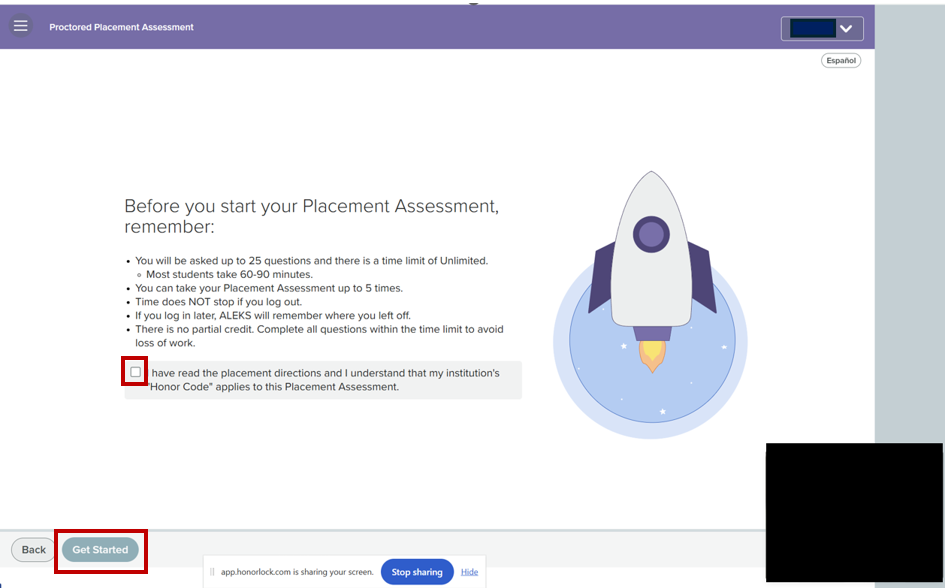 Proctored Placement Assessment
Español
Before you start your Placement Assessment,
remember:
• You will be asked up to 25 questions and there is a time limit of Unlimited.
◦ Most students take 60-90 minutes.
• You can take your Placement Assessment up to 5 times.
• Time does NOT stop if you log out.
• If you log in later, ALEKS will remember where you left off.
• There is no partial credit. Complete all questions within the time limit to avoid
loss of work.
have read the placement directions and I understand that my institution's
"Honor Code" applies to this Placement Assessment.
Back
Get Started
app.honorlock.com is sharing your screen.
Stop sharing
Hide